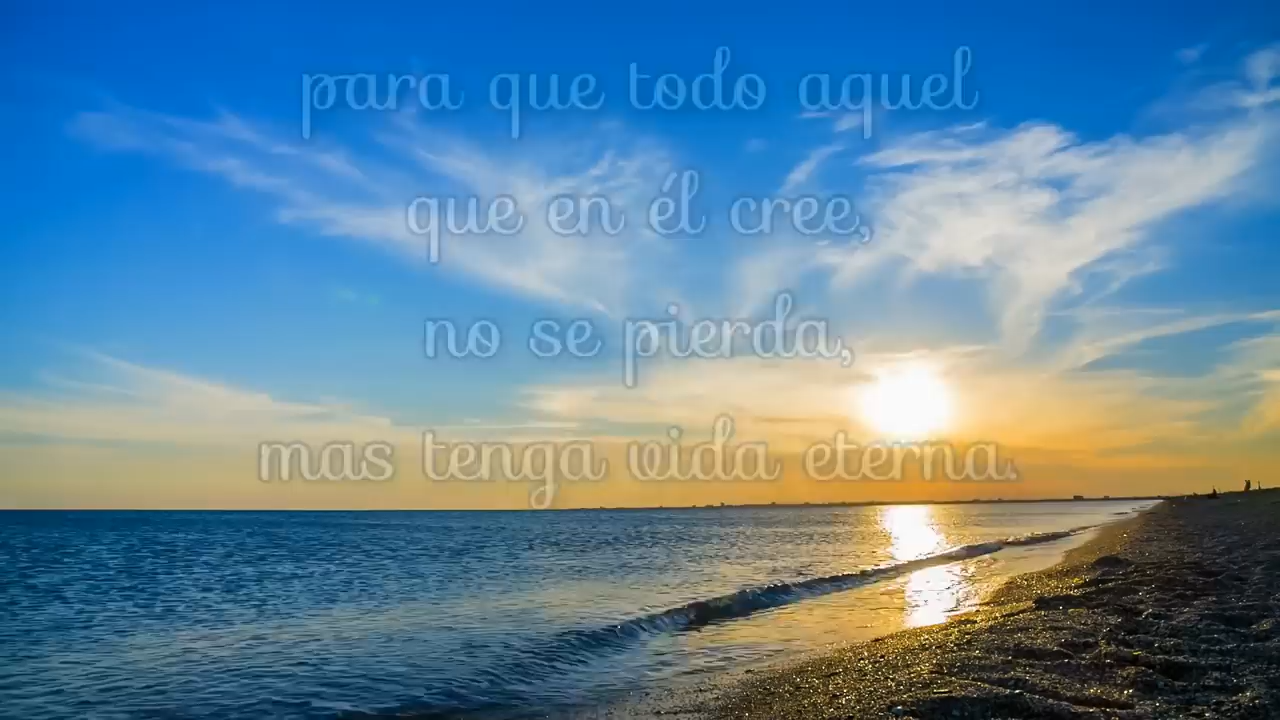 para que todo aquel
que en él cree,
no se pierda,
mas tenga vida eterna.